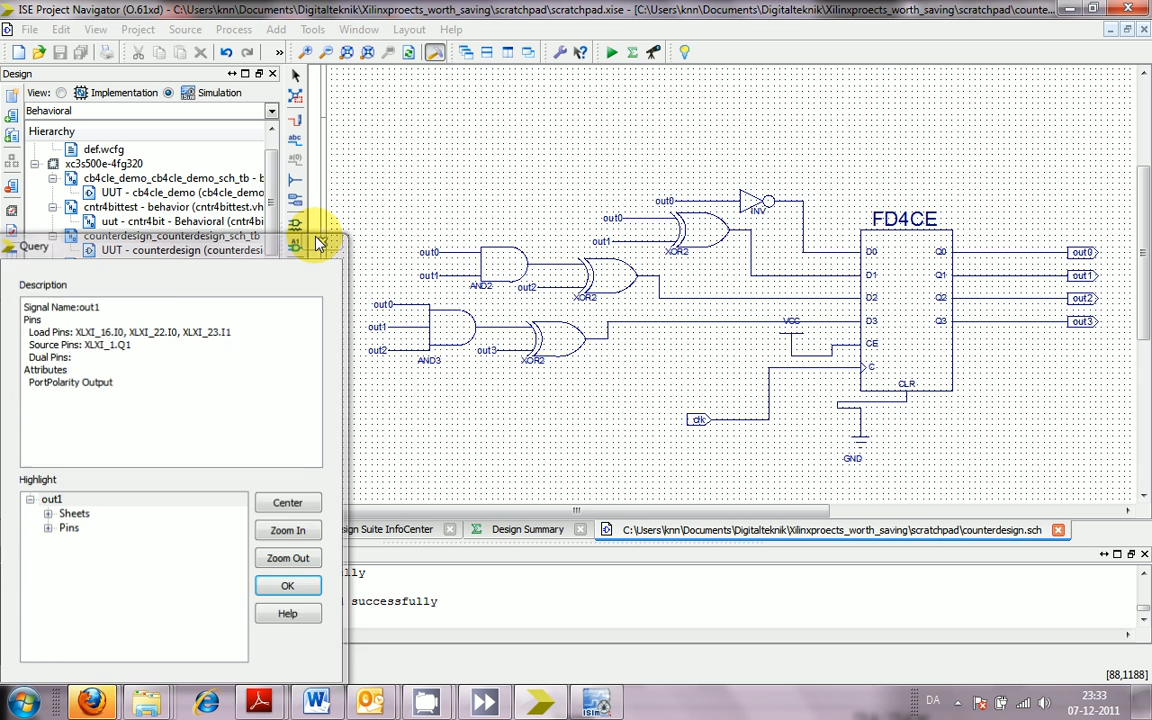 ISE Project Navigator (O.61xd) - C:\Users\knn\Documents\Digitalteknik\Xilinxproects_worth_saving\scratchpad\scratchpad.xise - [C:\Users\knn\Documents\Digitalteknik\Xilinxproects_worth_saving\scratchpad\counte...
File Edit View Project Source Process Add Tools Window Layout Help
»
Design
View: Implementation Simulation
Behavioral
Hierarchy
def.wcfg
xc3s500e-4fg320
cb4cle_demo_cb4cle_demo_sch_tb - b
UUT - cb4cle_demo (cb4cle_demo
cntr4bittest - behavior (cntr4bittest.vh
uut - cntr4bit - Behavioral (cntr4bi
counterdesign_counterdesign_sch_tb
UUT - counterdesign (counterdesi
Query
Description
Signal Name:out1
Pins
Load Pins: XLXI_16.I0, XLXI_22.I0, XLXI_23.I1
Source Pins: XLXI_1.Q1
Dual Pins:
Attributes
PortPolarity Output
Highlight
out1
Sheets
Pins
Center
Zoom In
Zoom Out
OK
Help
out0
INV
FD4CE
out0
out1
XOR2
D0 Q0 out0
out0
out1
AND2
out2
XOR2
D1 Q1 out1
D2 Q2 out2
out0
out1
out2
AND3
out3
XOR2
VCC
D3 Q3 out3
CE
C
CLR
clk
GND
sign Suite InfoCenter
Design Summary
C:\Users\knn\Documents\Digitalteknik\Xilinxproects_worth_saving\scratchpad\counterdesign.sch
lly
successfully
[88,1188]
DA
23:33
07-12-2011